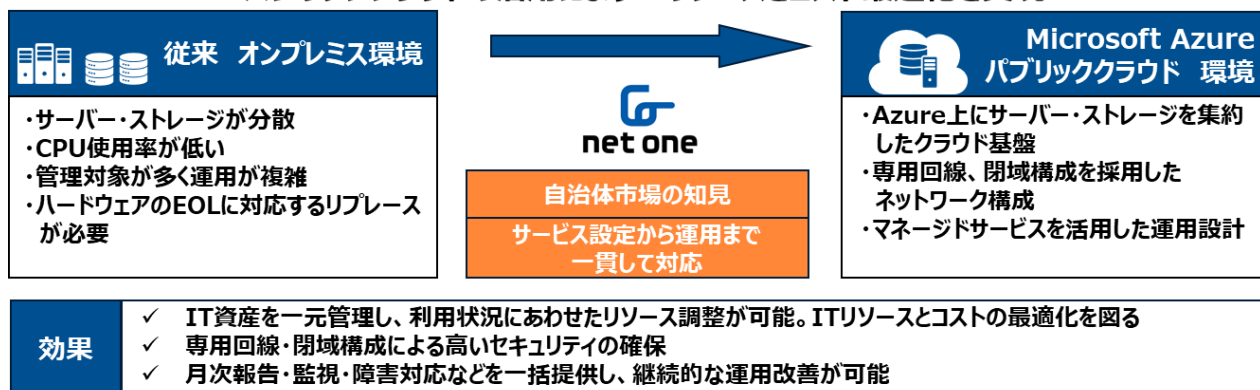 従来 オンプレミス環境
・サーバー・ストレージが分散
・CPU使用率が低い
・管理対象が多く運用が複雑
・ハードウェアのEOLに対応するリプレース
が必要
net one
自治体市場の知見
サービス設定から運用まで
一貫して対応
Microsoft Azure
パブリッククラウド 環境
・Azure上にサーバー・ストレージを集約
したクラウド基盤
・専用回線、閉域構成を採用した
ネットワーク構成
・マネージドサービスを活用した運用設計
効果
✓ IT資産を一元管理し、利用状況にあわせたリソース調整が可能。ITリソースとコストの最適化を図る
✓ 専用回線・閉域構成による高いセキュリティの確保
✓ 月次報告・監視・障害対応などを一括提供し、継続的な運用改善が可能